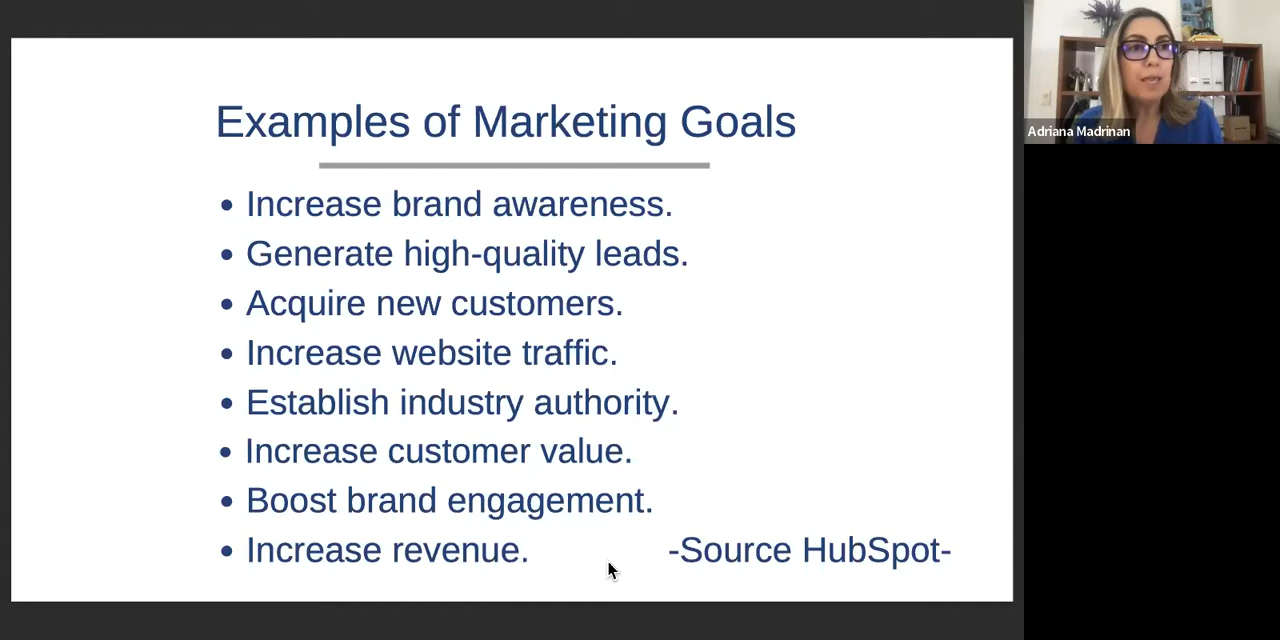 Examples of Marketing Goals
• Increase brand awareness.
• Generate high-quality leads.
• Acquire new customers.
• Increase website traffic.
• Establish industry authority.
• Increase customer value.
• Boost brand engagement.
• Increase revenue. -Source HubSpot-
Adriana Madrinan